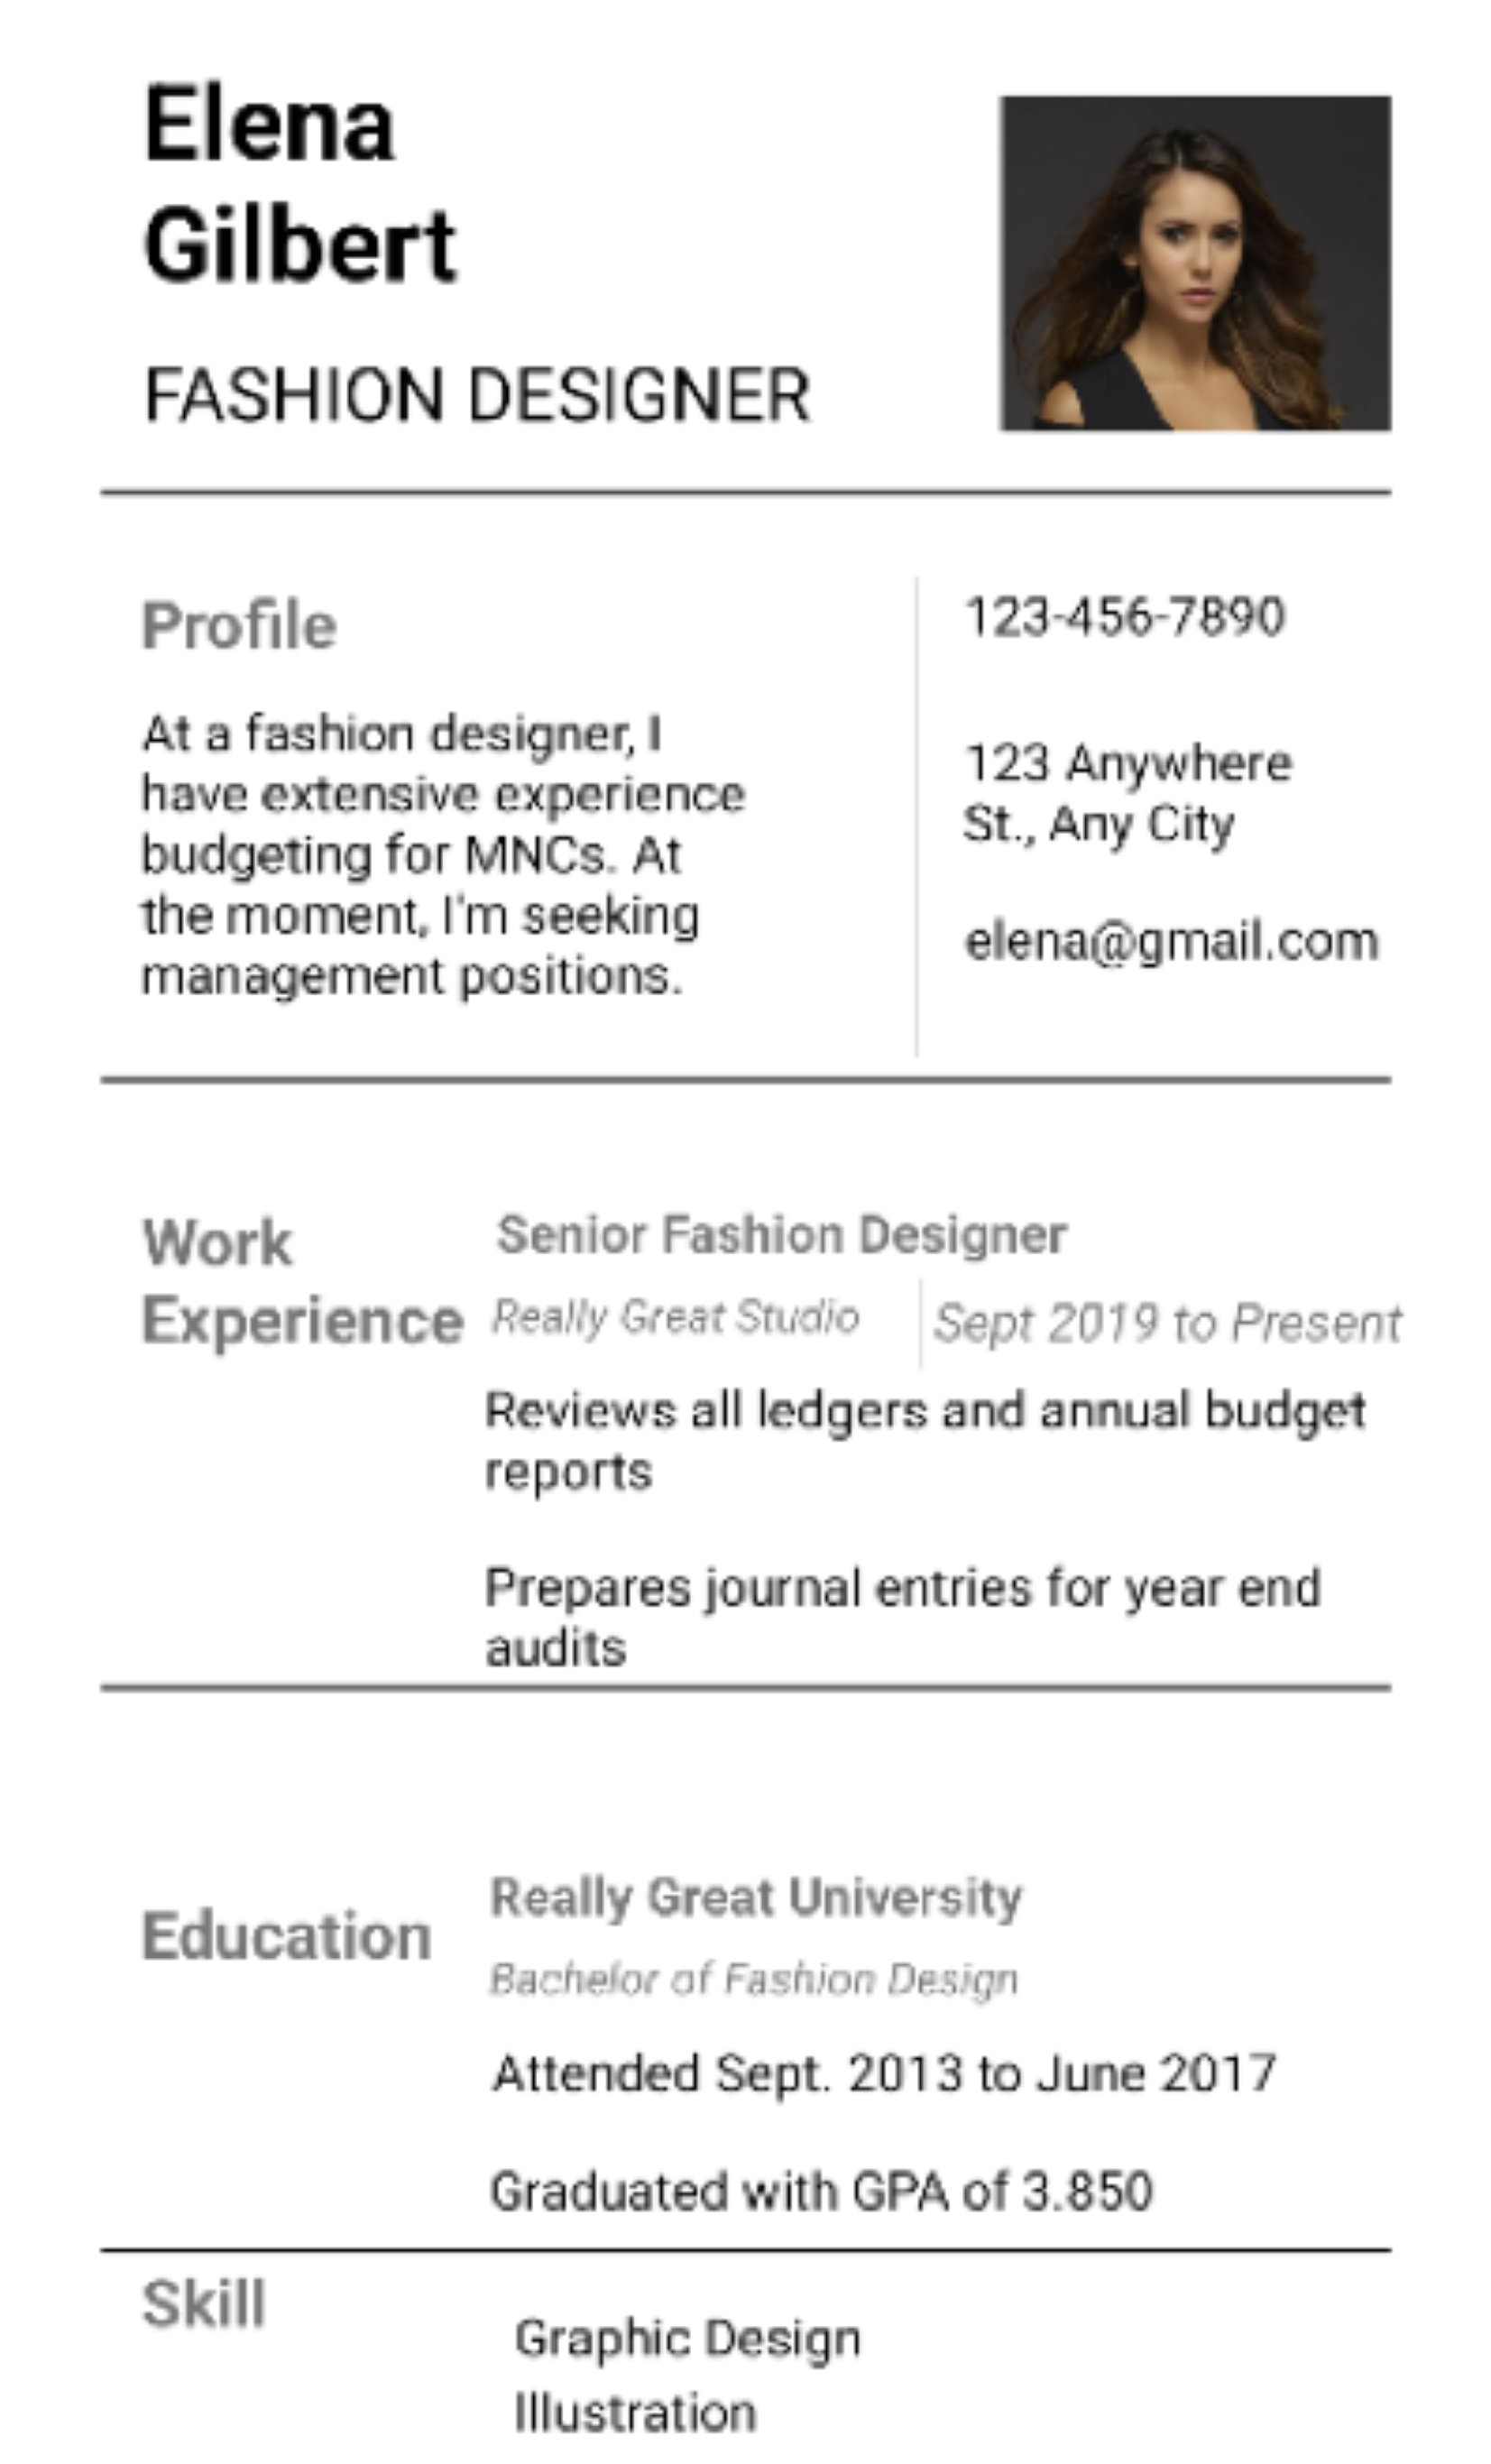 Elena
Gilbert
FASHION DESIGNER
Profile
At a fashion designer, I
have extensive experience
budgeting for MNCs. At
the moment, I'm seeking
management positions.
123-456-7890
123 Anywhere
St., Any City
elena@gmail.com
Work
Experience
Senior Fashion Designer
Really Great Studio
Sept 2019 to Present
Reviews all ledgers and annual budget
reports
Prepares journal entries for year end
audits
Education
Really Great University
Bachelor of Fashion Design
Attended Sept. 2013 to June 2017
Graduated with GPA of 3.850
Skill
Graphic Design
Illustration